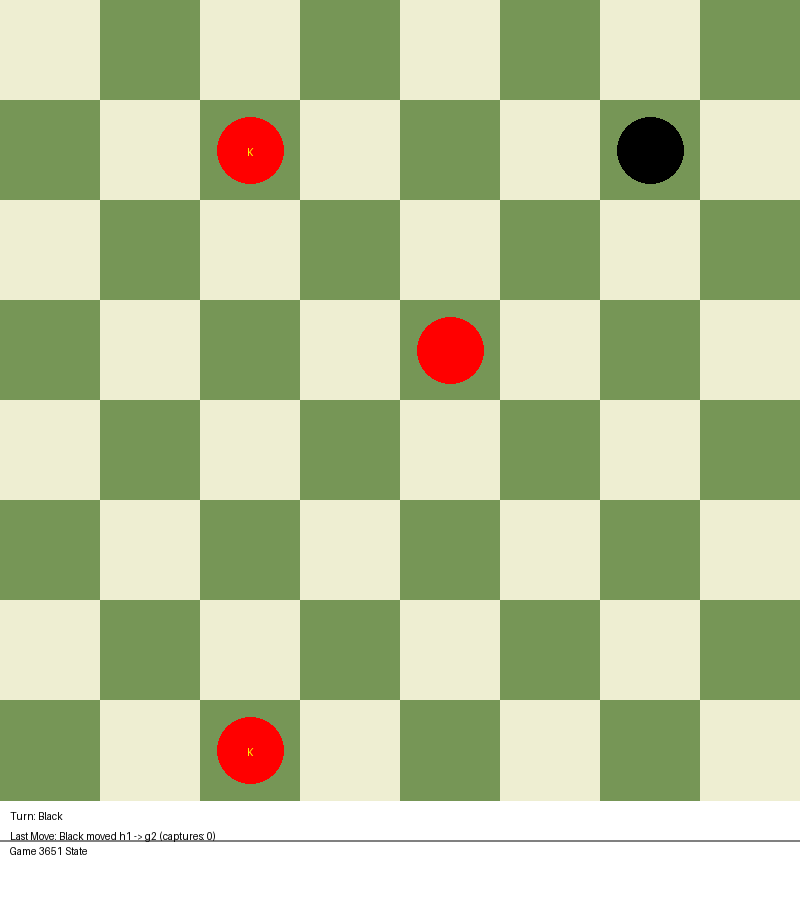 K
K
Turn: Black
Last Move: Black moved h1 -> g2 (captures: 0)
Game 3651 State